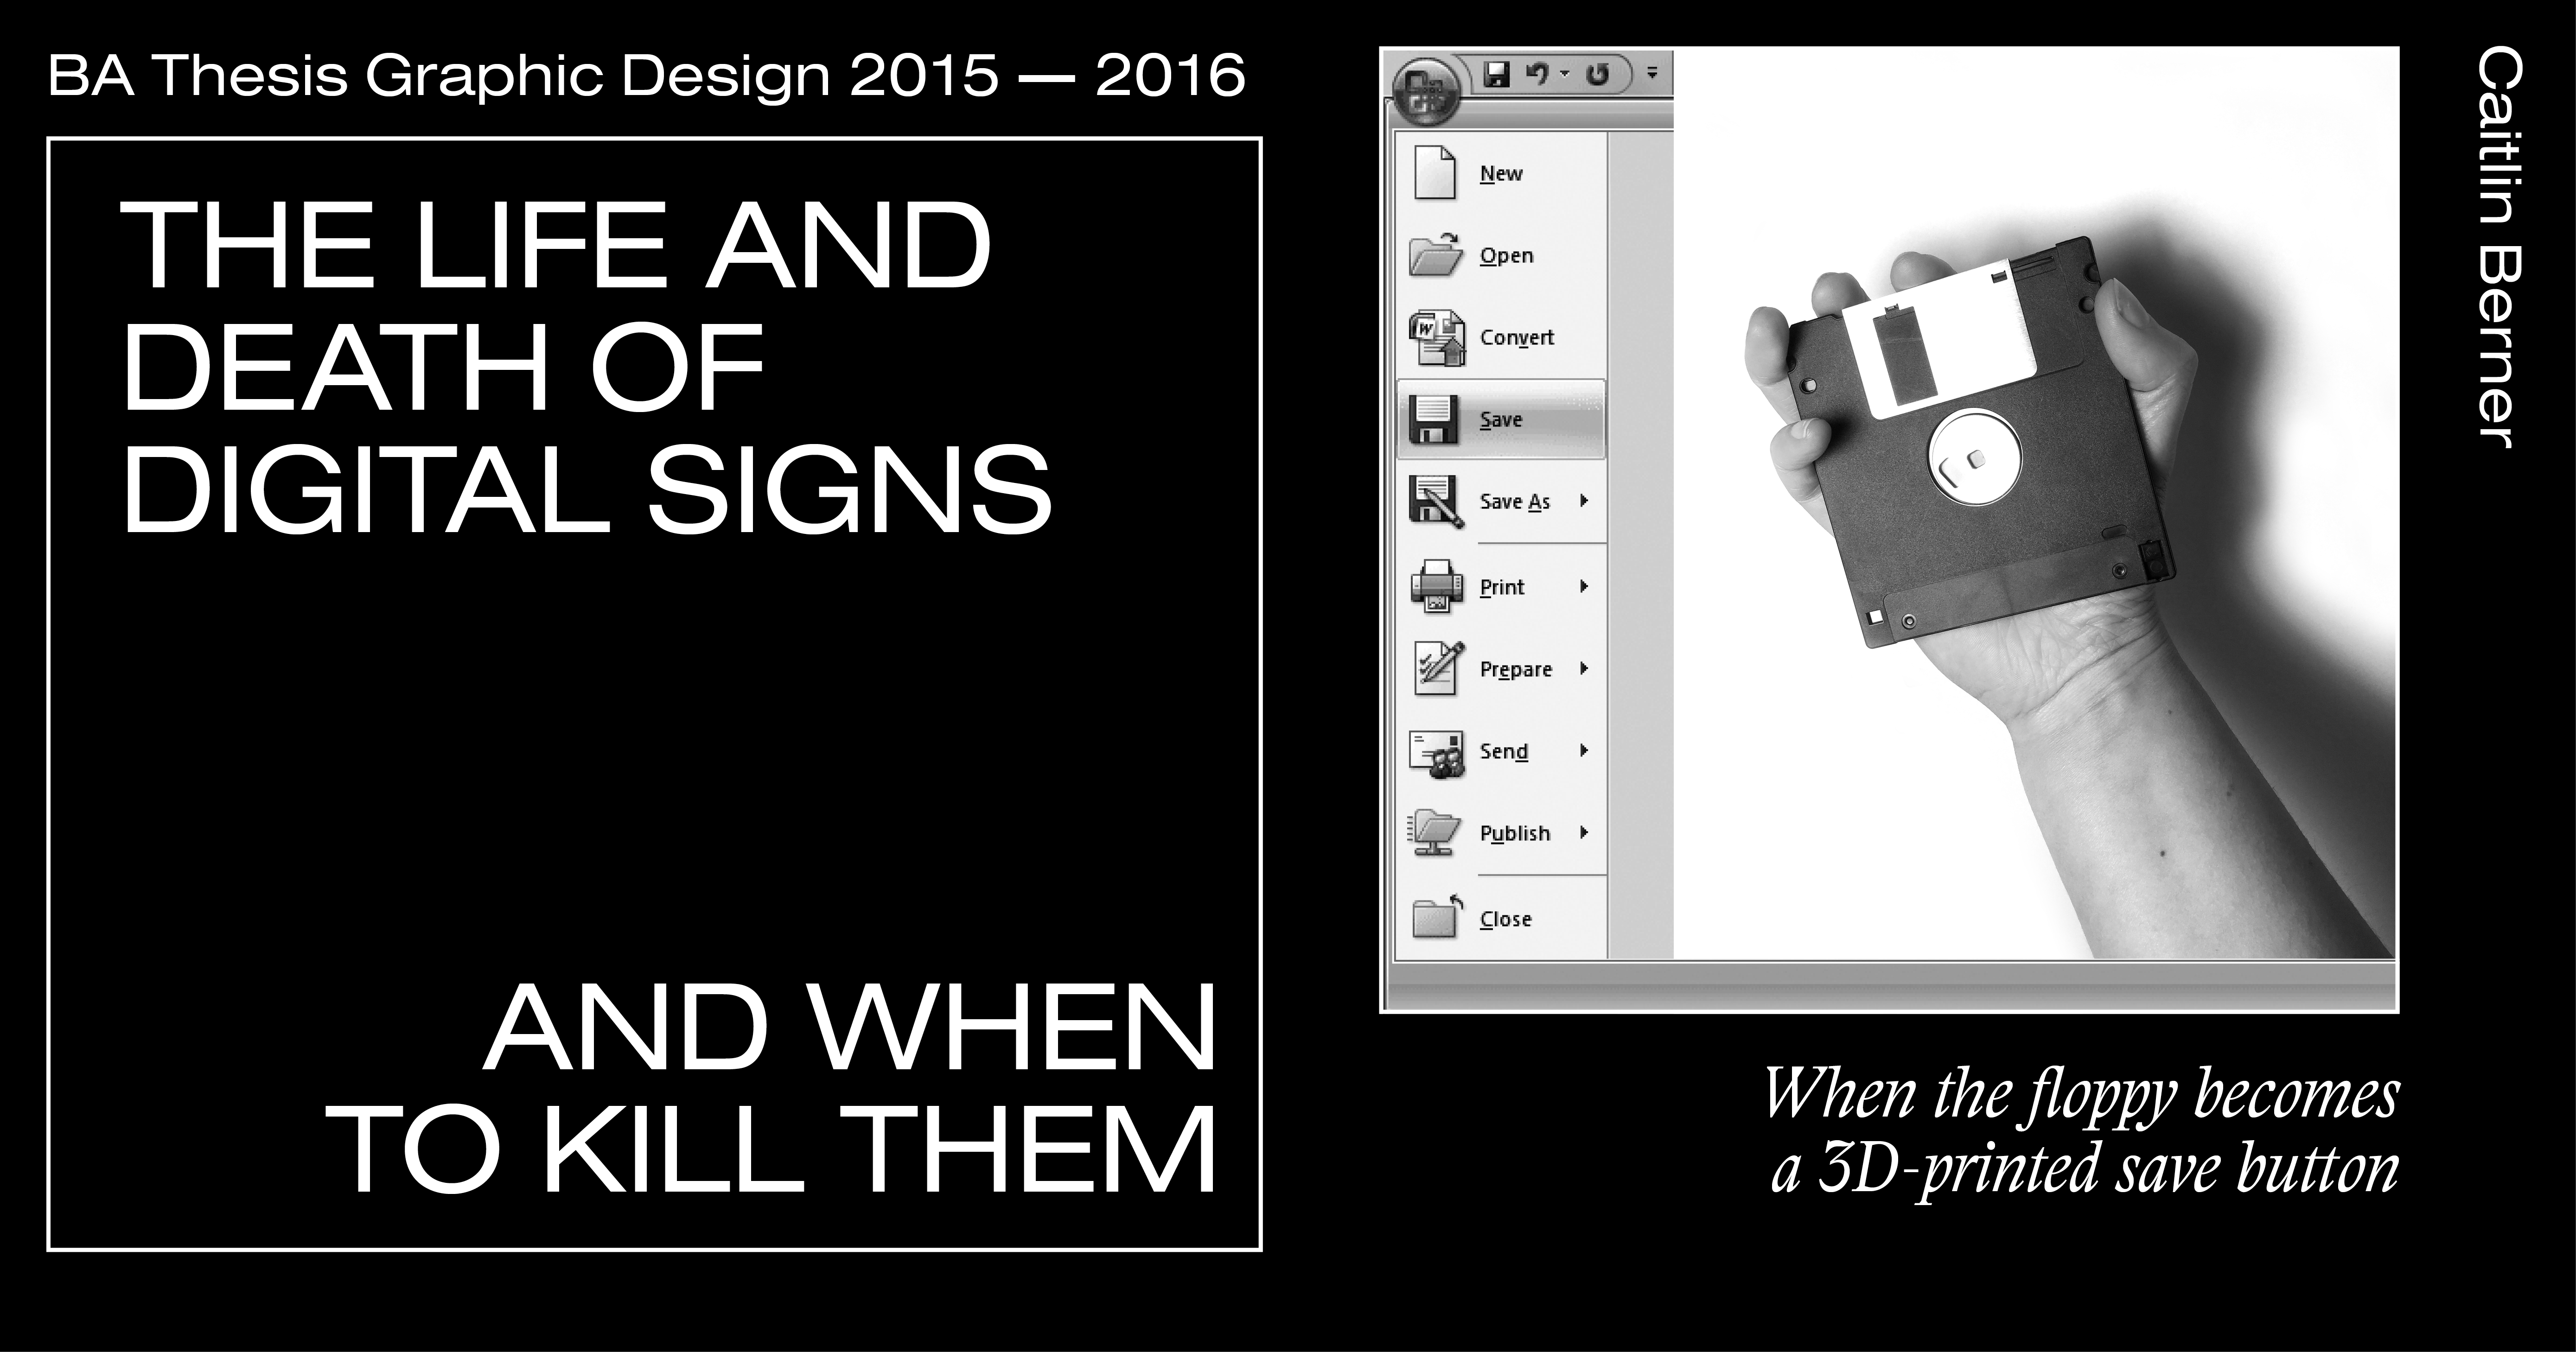 BA Thesis Graphic Design 2015 — 2016
THE LIFE AND
DEATH OF
DIGITAL SIGNS
AND WHEN
TO KILL THEM
New
Open
Convert
Save
Save As
Print
Prepare
Send
Publish
Close
When the floppy becomes
a 3D-printed save button
Caitlin Berner